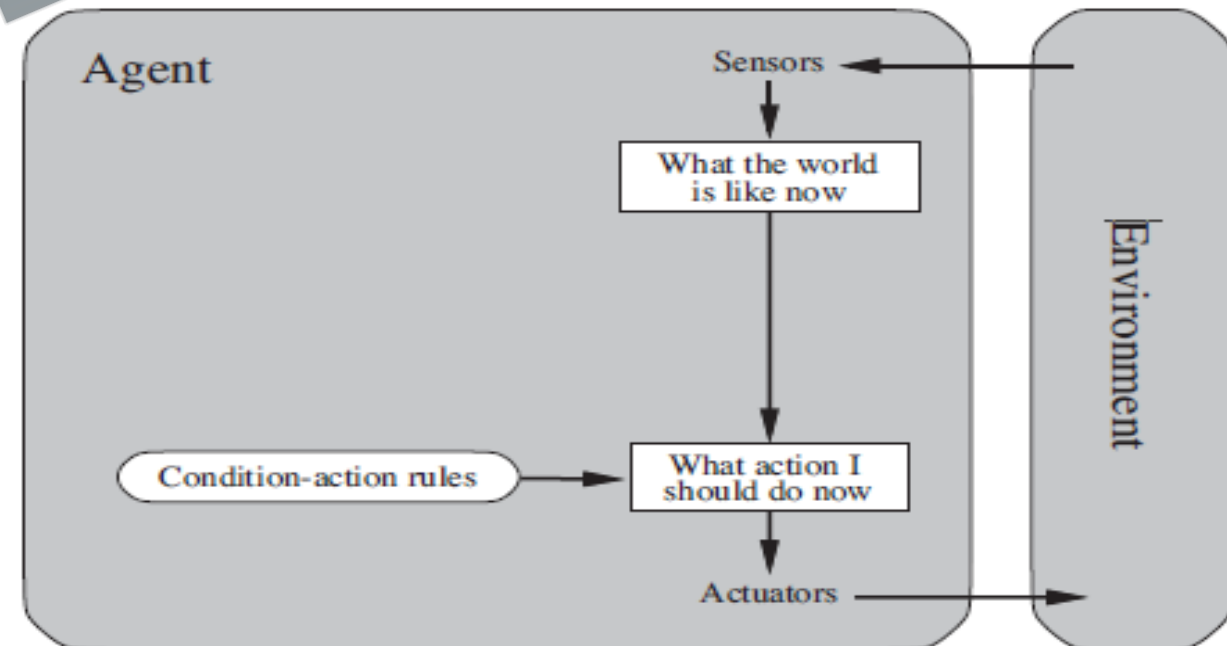 Agent
Sensors
What the world
is like now
Environment
Condition-action rules
What action I
should do now
Actuators